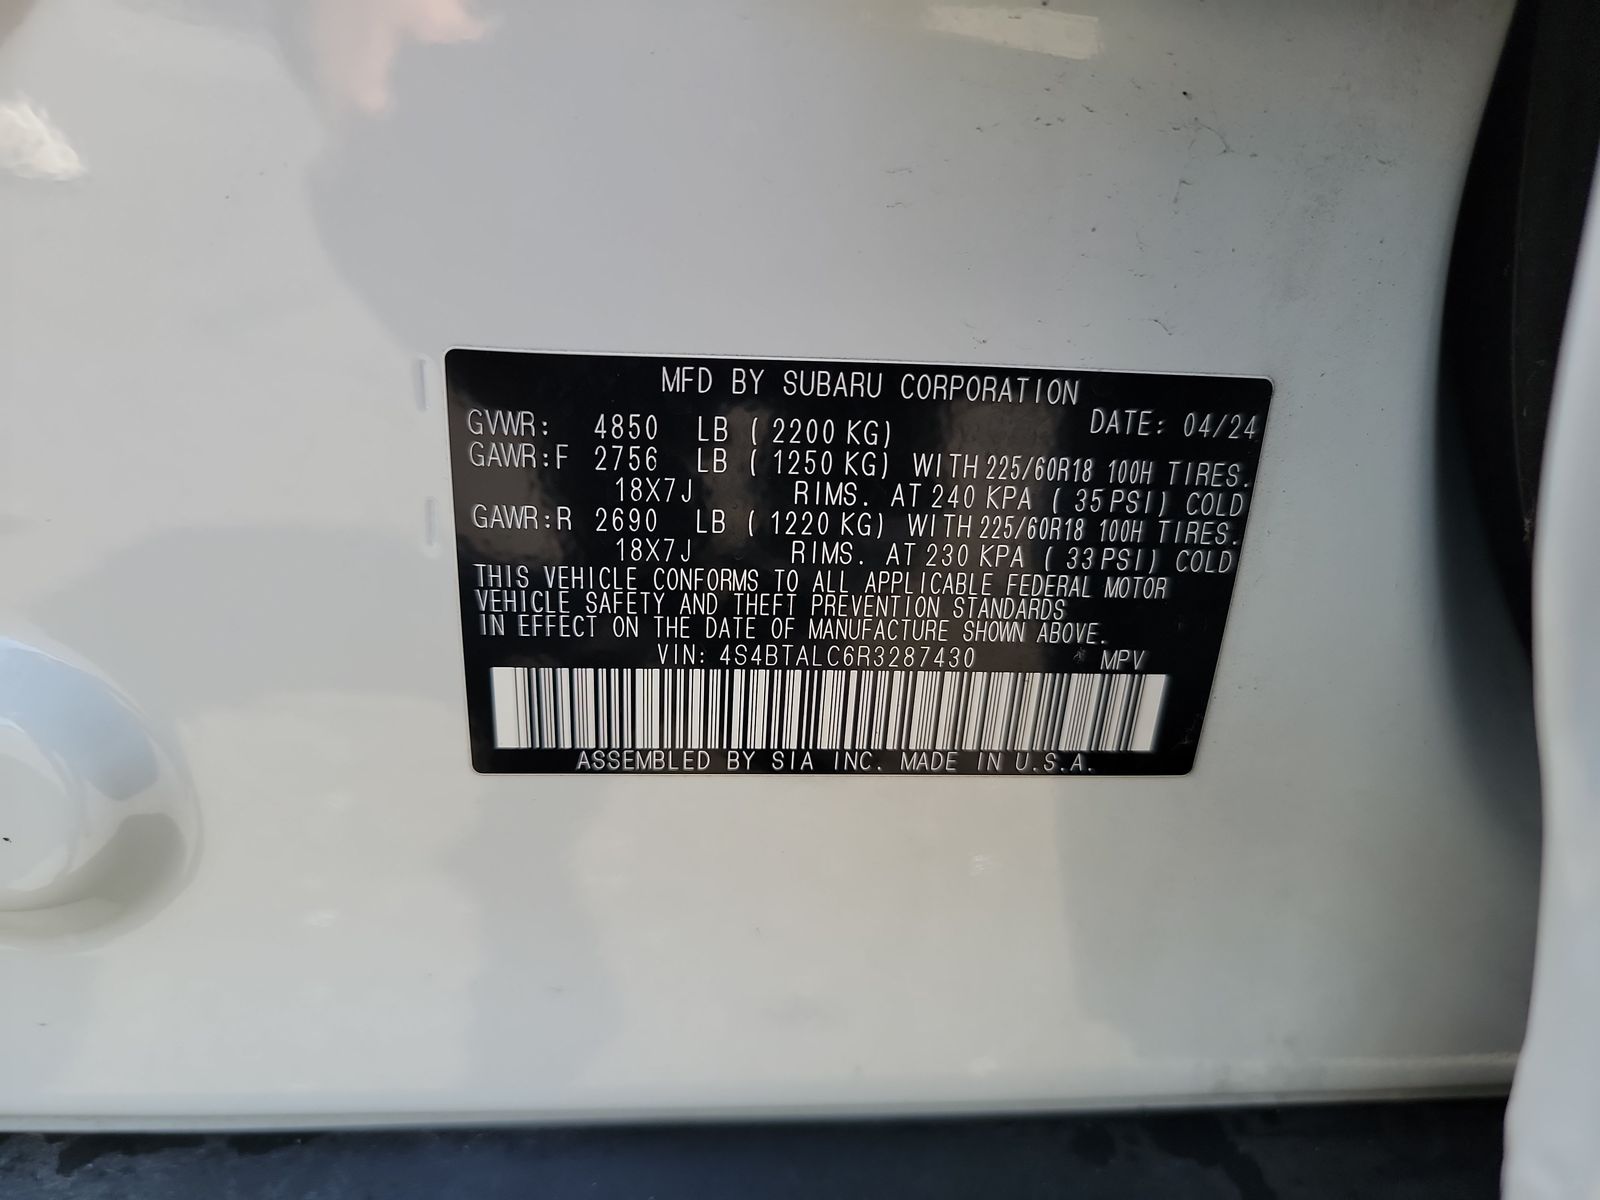 MFD BY SUBARU CORPORATION
DATE: 04/24
GVWR: 4850 LB ( 2200 KG)
GAWR:F 2756 LB ( 1250 KG) WITH 225/60R18 100H TIRES.
18X7J RIMS. AT 240 KPA ( 35 PSI) COLD
GAWR:R 2690 LB ( 1220 KG) WITH 225/60R18 100H TIRES.
18X7J RIMS. AT 230 KPA ( 33 PSI) COLD
THIS VEHICLE CONFORMS TO ALL APPLICABLE FEDERAL MOTOR
VEHICLE SAFETY AND THEFT PREVENTION STANDARDS
IN EFFECT ON THE DATE OF MANUFACTURE SHOWN ABOVE.
VIN: 4S4BTALC6R3287430 MPV
ASSEMBLED BY SIA INC. MADE IN U.S.A.